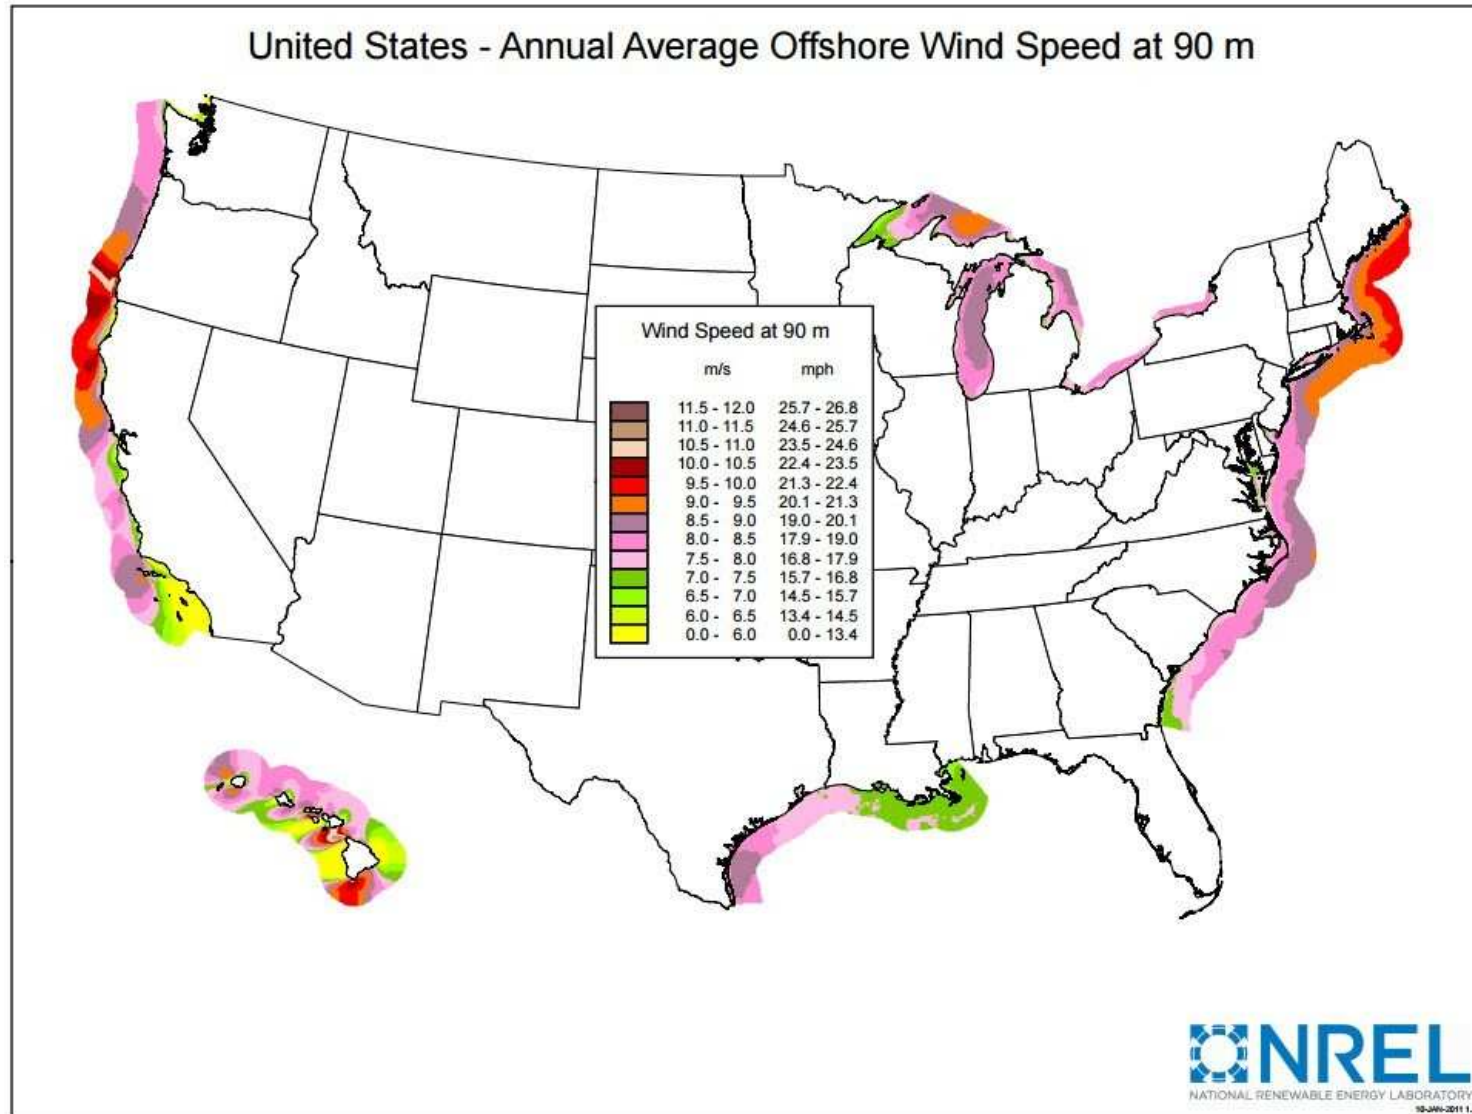 United States - Annual Average Offshore Wind Speed at 90 m
Wind Speed at 90 m
m/s mph
11.5 - 12.0 25.7 - 26.8
11.0 - 11.5 24.6 - 25.7
10.5 - 11.0 23.5 - 24.6
10.0 - 10.5 22.4 - 23.5
9.5 - 10.0 21.3 - 22.4
9.0 - 9.5 20.1 - 21.3
8.5 - 9.0 19.0 - 20.1
8.0 - 8.5 17.9 - 19.0
7.5 - 8.0 16.8 - 17.9
7.0 - 7.5 15.7 - 16.8
6.5 - 7.0 14.5 - 15.7
6.0 - 6.5 13.4 - 14.5
0.0 - 6.0 0.0 - 13.4
NREL
NATIONAL RENEWABLE ENERGY LABORATORY
10-JAN-2011 1.